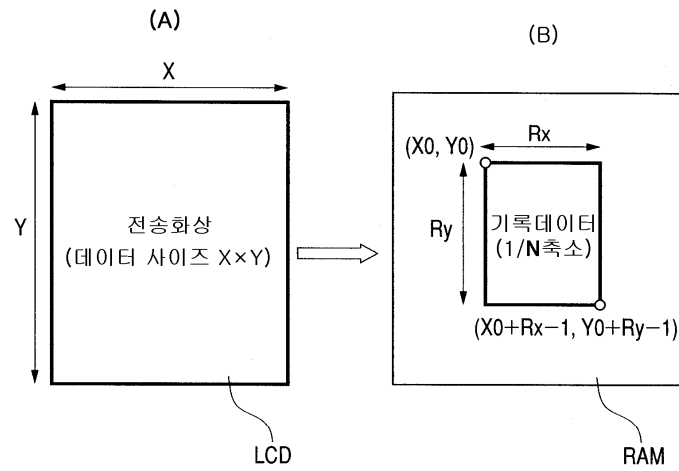 (A)
X
Y
전송화상
(데이터 사이즈 X×Y)
LCD
(B)
Rx
(X0, Y0)
Ry
기록데이터
(1/N축소)
(X0+Rx−1, Y0+Ry−1)
RAM